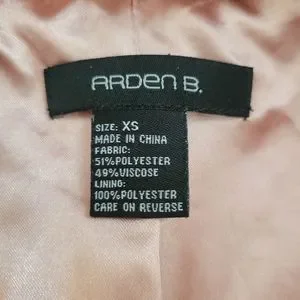 ARDEN B.
SIZE: XS
MADE IN CHINA
FABRIC:
51%POLYESTER
49%VISCOSE
LINING:
100%POLYESTER
CARE ON REVERSE